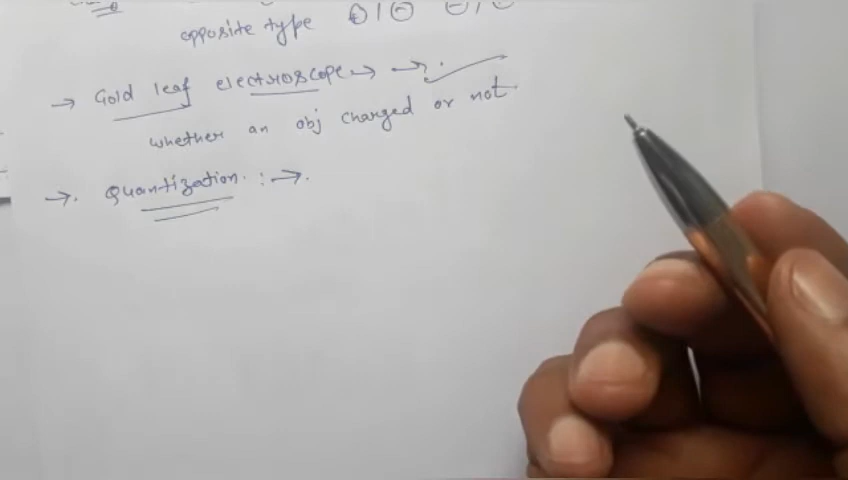 opposite type ⊕ | ⊖ ⊖ | ⊖
→ Gold leaf electroscope → →
whether an obj charged or not.
→. Quantization. : →.